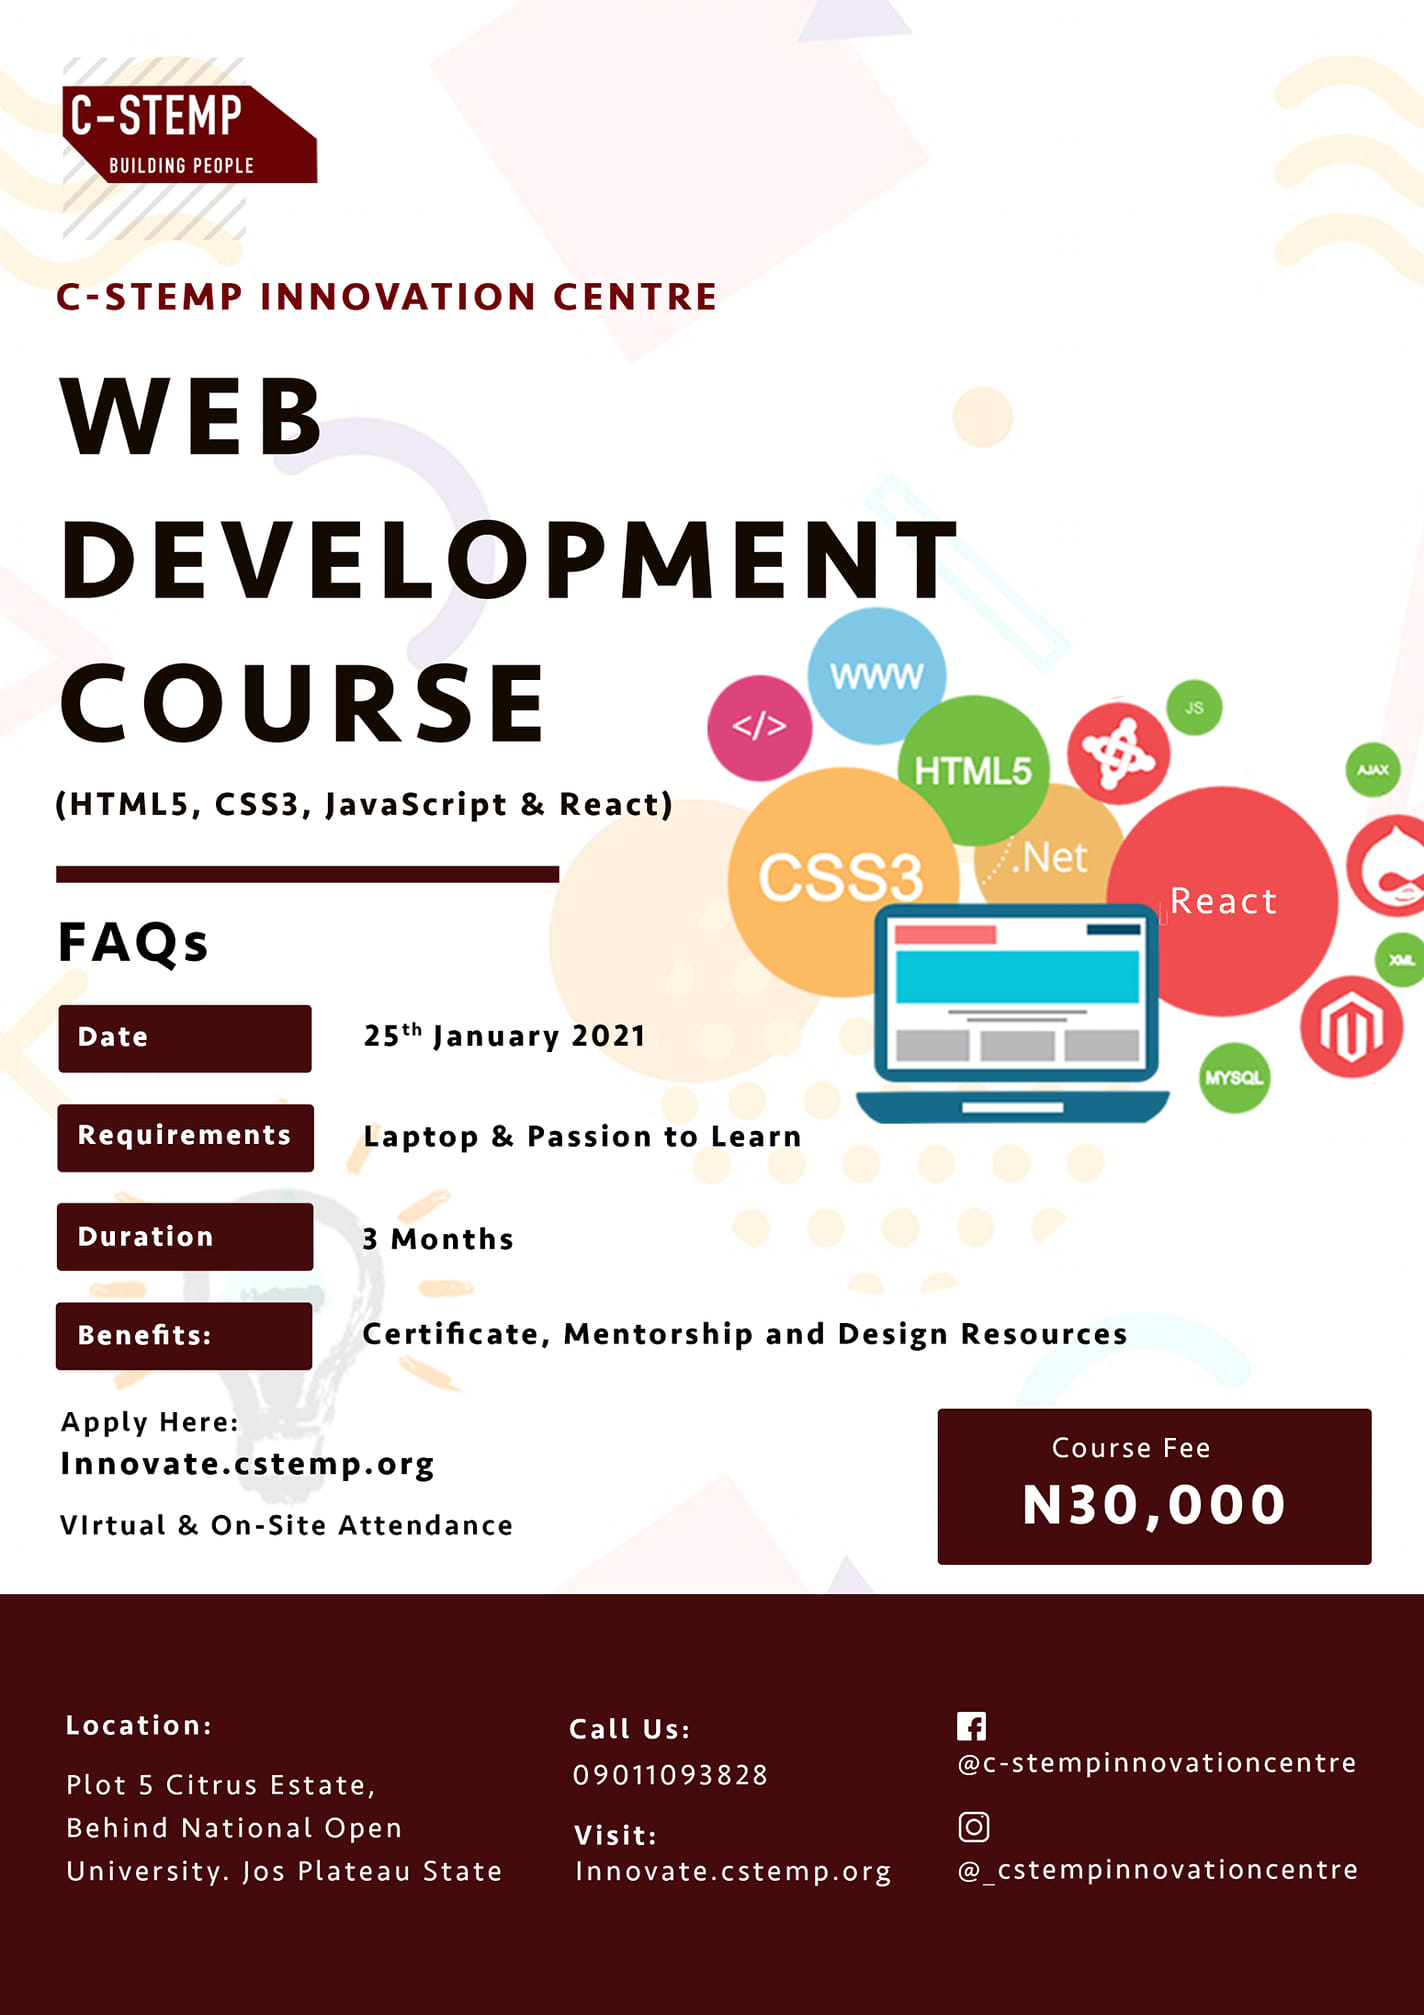 C-STEMP
BUILDING PEOPLE
C-STEMP INNOVATION CENTRE
WEB
DEVELOPMENT
COURSE
(HTML5, CSS3, JavaScript & React)
</>
WWW
HTML5
JS
AJAX
CSS3
.Net
React
XML
MYSQL
FAQs
Date
25th January 2021
Requirements
Laptop & Passion to Learn
Duration
3 Months
Benefits:
Certificate, Mentorship and Design Resources
Apply Here:
Innovate.cstemp.org
VIrtual & On-Site Attendance
Course Fee
N30,000
Location:
Plot 5 Citrus Estate,
Behind National Open
University. Jos Plateau State
Call Us:
09011093828
Visit:
Innovate.cstemp.org
@c-stempinnovationcentre
@_cstempinnovationcentre